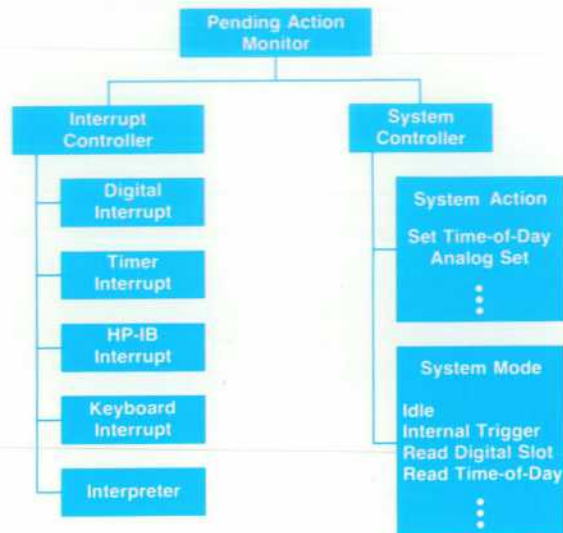 Pending Action
Monitor
Interrupt
Controller
Digital
Interrupt
Timer
Interrupt
HP-IB
Interrupt
Keyboard
Interrupt
Interpreter
System
Controller
System Action
Set Time-of-Day
Analog Set
System Mode
Idle
Internal Trigger
Read Digital Slot
Read Time-of-Day